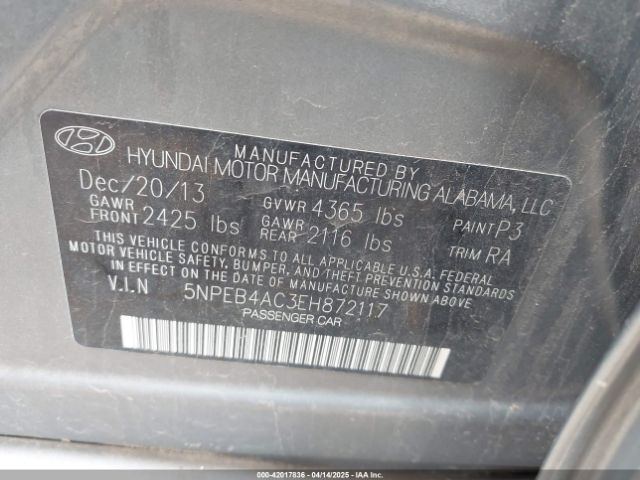 MANUFACTURED BY
HYUNDAI MOTOR MANUFACTURING ALABAMA, LLC
Dec/20/13 GVWR 4365 lbs PAINT P3
GAWR FRONT 2425 lbs GAWR REAR 2116 lbs TRIM RA
THIS VEHICLE CONFORMS TO ALL APPLICABLE U.S.A. FEDERAL
MOTOR VEHICLE SAFETY, BUMPER, AND THEFT PREVENTION STANDARDS
IN EFFECT ON THE DATE OF MANUFACTURE SHOWN ABOVE.
V.I.N 5NPEB4AC3EH872117
PASSENGER CAR
000-42017836 - 04/14/2025 - IAAI.COM